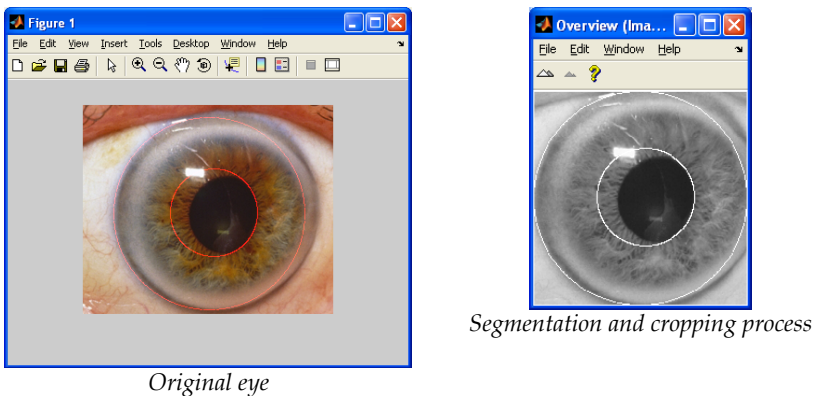 Figure 1
File Edit View Insert Tools Desktop Window Help
Original eye
Overview (Ima...
File Edit Window Help
Segmentation and cropping process